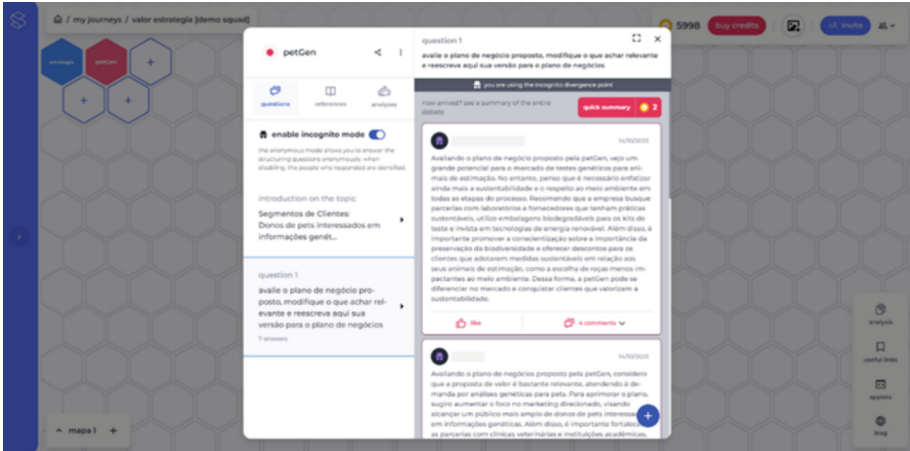 / my journeys / valor estrategia [demo squad]
5998
buy credits
invite
estrategia
petGen
mapa 1
analysis
useful links
applets
blog
petGen
questions
references
analyzes
enable incognito mode
the anonymous mode allows you to answer the
structuring questions anonymously. when
disabling, the people who responded are identified.
introduction on the topic
Segmentos de Clientes:
Donos de pets interessados em
informações genét...
question 1
avalie o plano de negócio pro-
posto, modifique o que achar rel-
evante e reescreva aqui sua
versão para o plano de negócios
7 answers
question 1
avalie o plano de negócio proposto, modifique o que achar relevante
e reescreva aqui sua versão para o plano de negócios
you are using the incognito divergence point
now arrived? see a summary of the entire
debate
quick summary
2
14/10/2023
Avaliando o plano de negócio proposto pela petGen, vejo um
grande potencial para o mercado de testes genéticos para ani-
mais de estimação. No entanto, penso que é necessário enfatizar
ainda mais a sustentabilidade e o respeito ao meio ambiente em
todas as etapas do processo. Recomendo que a empresa busque
parcerias com laboratórios e fornecedores que tenham práticas
sustentáveis, utilize embalagens biodegradáveis para os kits de
teste e invista em tecnologias de energia renovável. Além disso, é
importante promover a conscientização sobre a importância da
preservação da biodiversidade e oferecer descontos para os
clientes que adotarem medidas sustentáveis em relação aos
seus animais de estimação, como a escolha de raças menos im-
pactantes ao meio ambiente. Dessa forma, a petGen pode se
diferenciar no mercado e conquistar clientes que valorizam a
sustentabilidade.
like
4 comments
14/10/2023
Avaliando o plano de negócio proposto pela petGen, considero
que a proposta de valor é bastante relevante, atendendo à de-
manda por análises genéticas para pets. Para aprimorar o plano,
sugiro aumentar o foco no marketing direcionado, visando
alcançar um público mais amplo de donos de pets
em informações genéticas. Além disso, é importante
as parcerias com clínicas veterinárias e instituições acadêmicas,